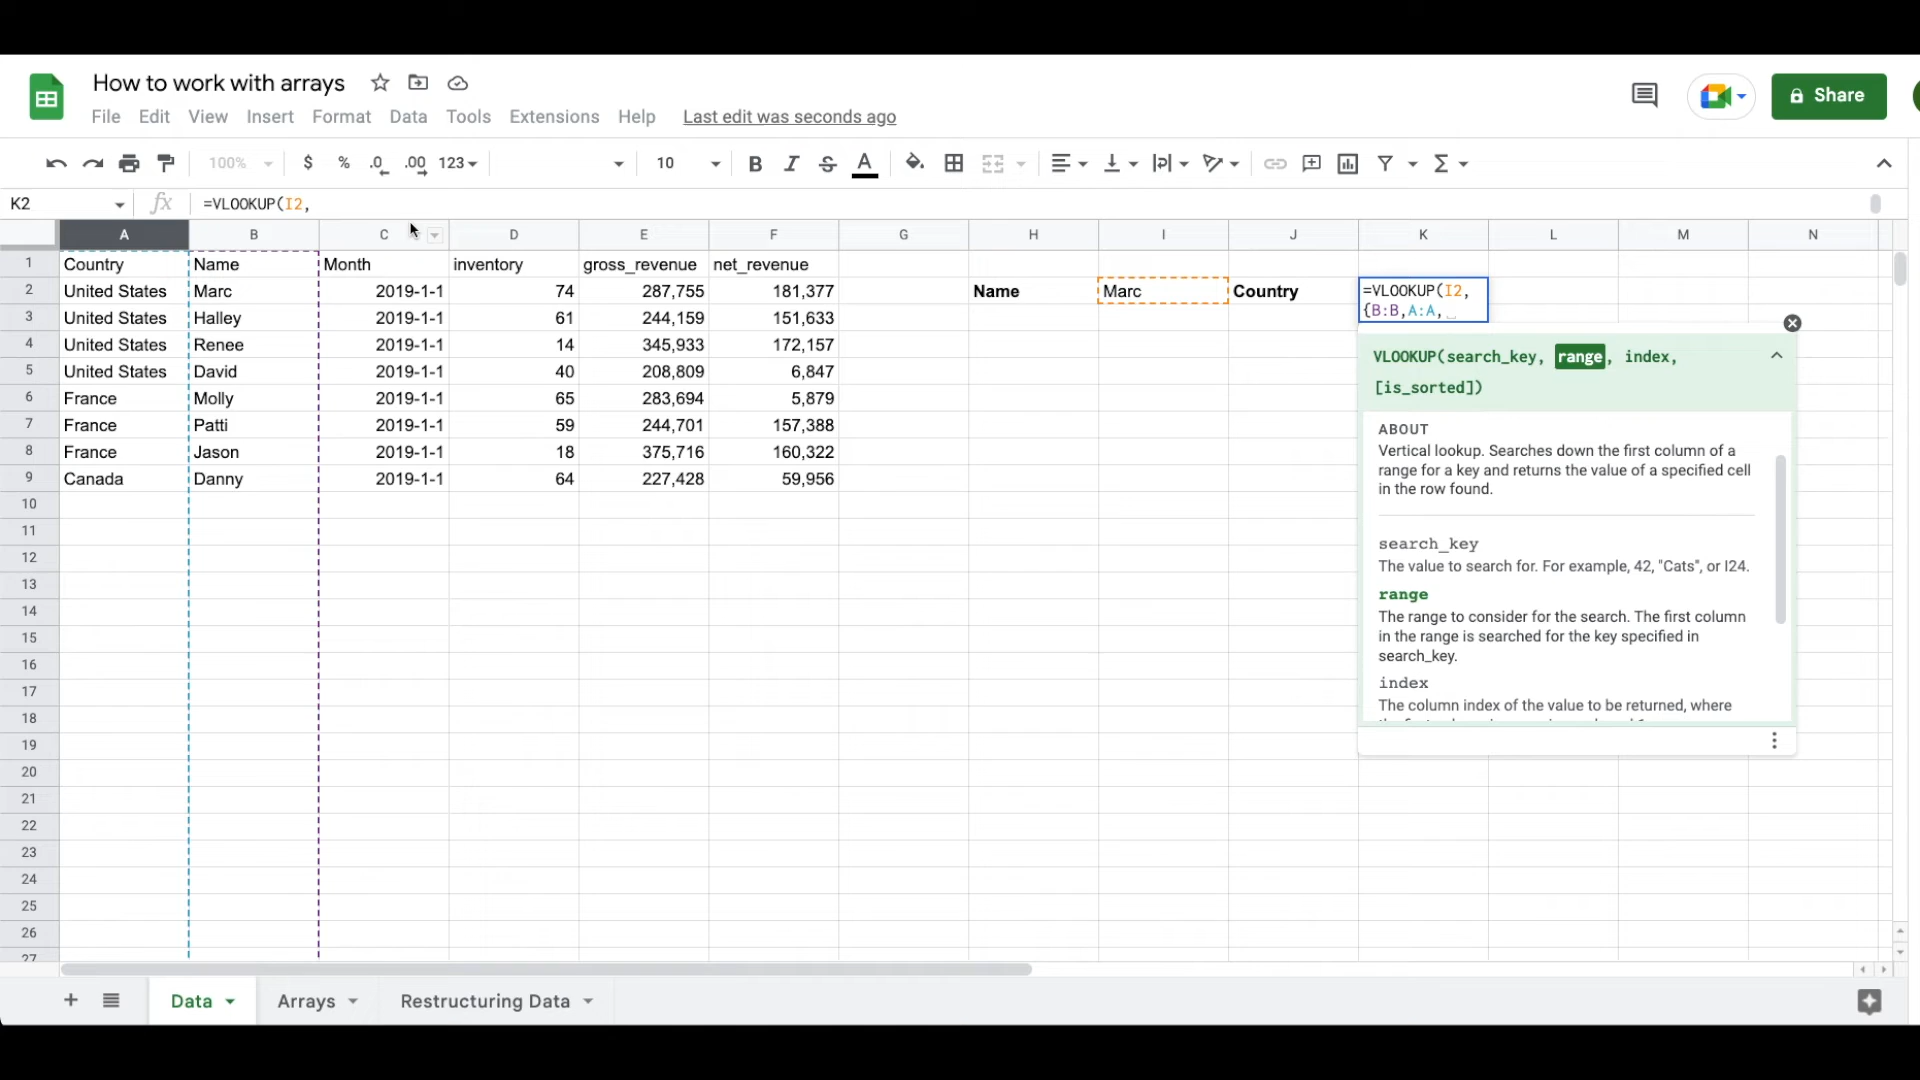 How to work with arrays
File Edit View Insert Format Data Tools Extensions Help Last edit was seconds ago
Share
100% $ % .0 .00 123 10 B I S A
K2 fx =VLOOKUP(I2,
A B C D E F G H I J K L M N
1 Country Name Month inventory gross_revenue net_revenue
2 United States Marc 2019-1-1 74 287,755 181,377 Name Marc Country =VLOOKUP(I2,
{B:B,A:A,
3 United States Halley 2019-1-1 61 244,159 151,633
4 United States Renee 2019-1-1 14 345,933 172,157
5 United States David 2019-1-1 40 208,809 6,847
6 France Molly 2019-1-1 65 283,694 5,879
7 France Patti 2019-1-1 59 244,701 157,388
8 France Jason 2019-1-1 18 375,716 160,322
9 Canada Danny 2019-1-1 64 227,428 59,956
10
11
12
13
14
15
16
17
18
19
20
21
22
23
24
25
26
27
VLOOKUP(search_key, range, index,
[is_sorted])
ABOUT
Vertical lookup. Searches down the first column of a
range for a key and returns the value of a specified cell
in the row found.
search_key
The value to search for. For example, 42, "Cats", or I24.
range
The range to consider for the search. The first column
in the range is searched for the key specified in
search_key.
index
The column index of the value to be returned, where
Data Arrays Restructuring Data